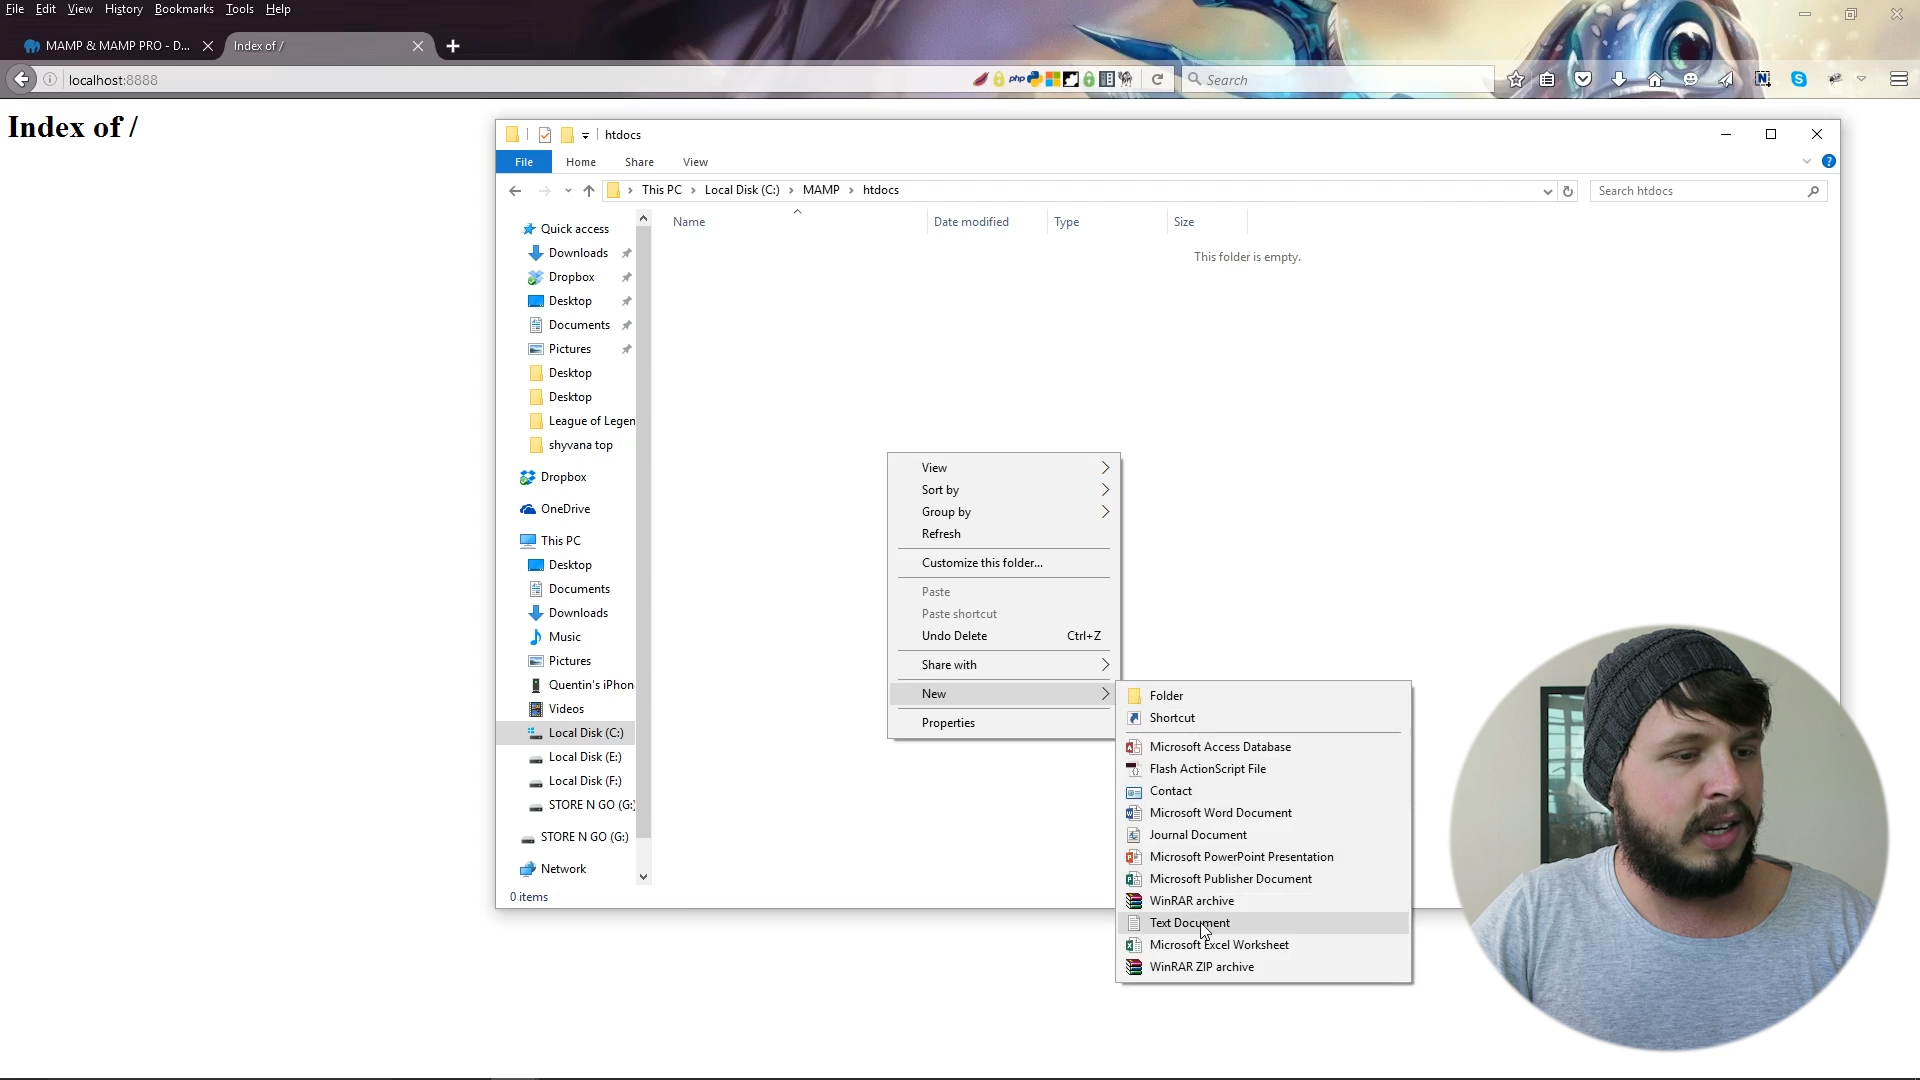 File Edit View History Bookmarks Tools Help
MAMP & MAMP PRO - D...
Index of /
localhost:8888
php
Search
Index of /
htdocs
File Home Share View
This PC Local Disk (C:) MAMP htdocs
Search htdocs
Name Date modified Type Size
This folder is empty.
Quick access
Downloads
Dropbox
Desktop
Documents
Pictures
Desktop
Desktop
League of Legen
shyvana top
Dropbox
OneDrive
This PC
Desktop
Documents
Downloads
Music
Pictures
Quentin's iPhon
Videos
Local Disk (C:)
Local Disk (E:)
Local Disk (F:)
STORE N GO (G:)
STORE N GO (G:)
Network
0 items
View
Sort by
Group by
Refresh
Customize this folder...
Paste
Paste shortcut
Undo Delete Ctrl+Z
Share with
New
Properties
Folder
Shortcut
Microsoft Access Database
Flash ActionScript File
Contact
Microsoft Word Document
Journal Document
Microsoft PowerPoint Presentation
Microsoft Publisher Document
WinRAR archive
Text Document
Microsoft Excel Worksheet
WinRAR ZIP archive